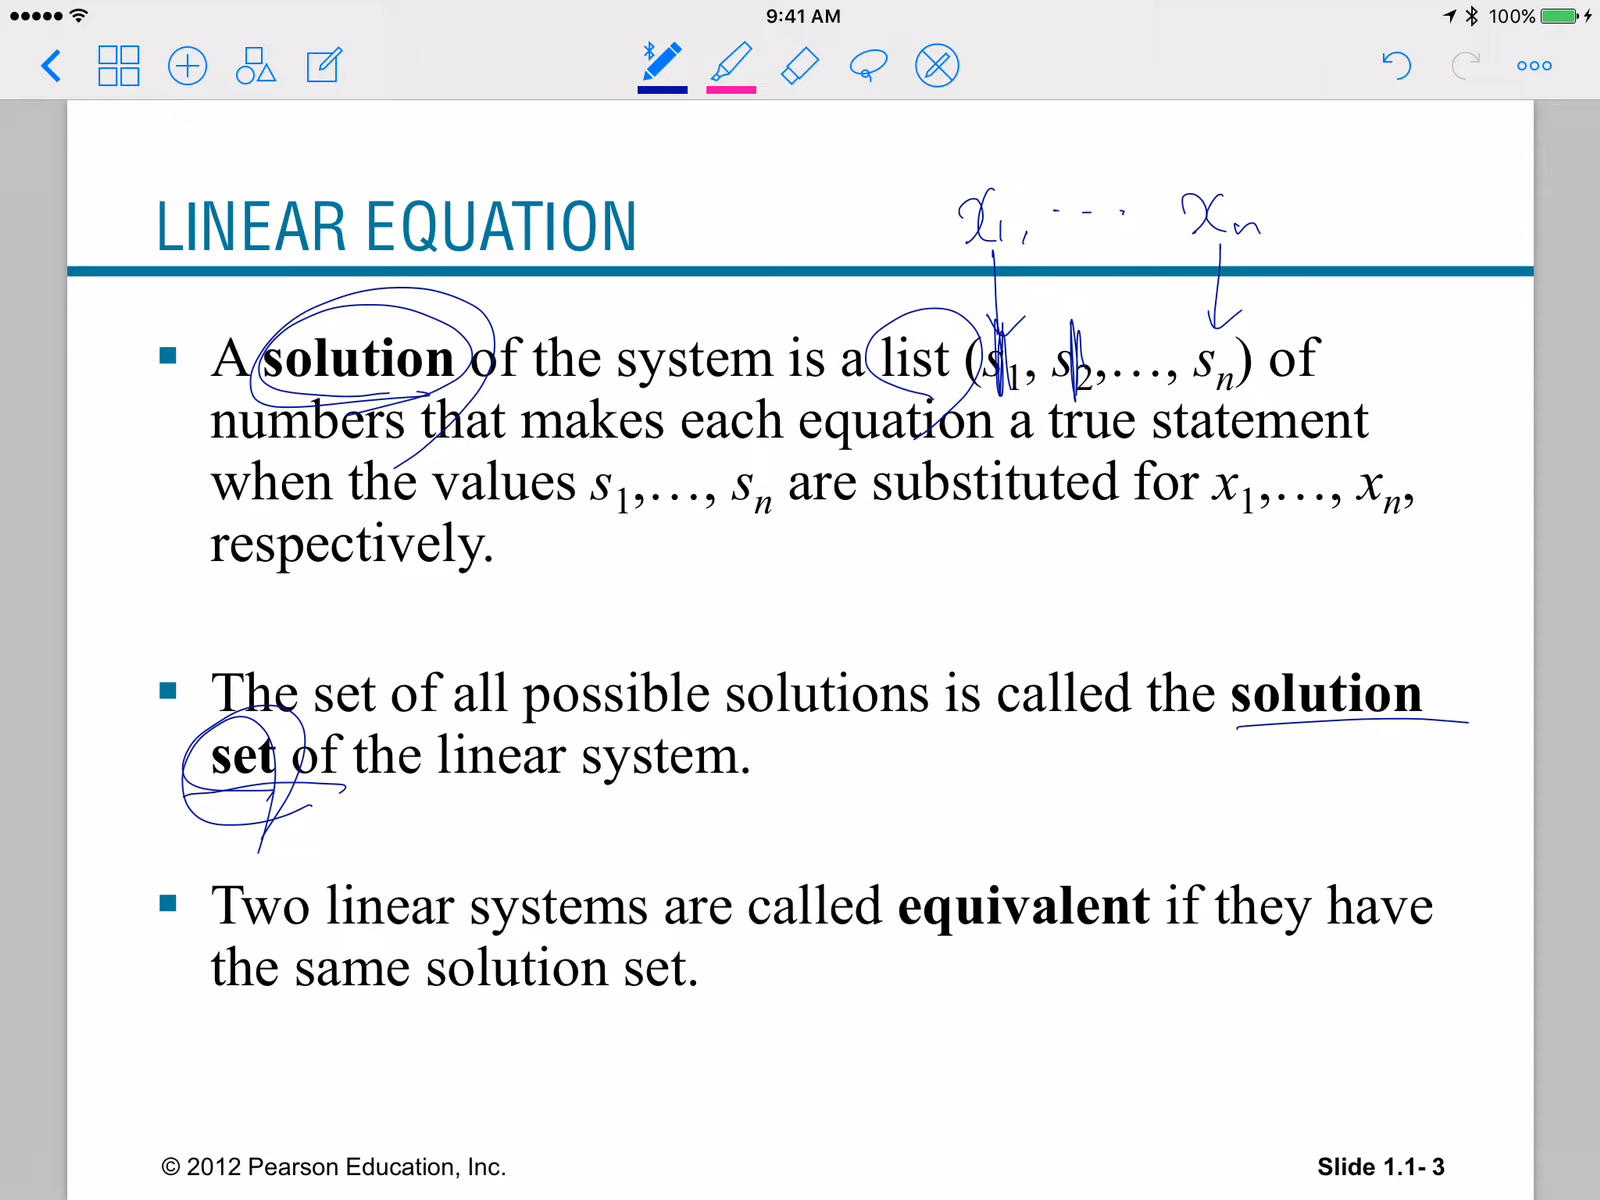 9:41 AM
100%
x₁, - - - xₙ
LINEAR EQUATION
▪ A solution of the system is a list (s₁, s₂,…, sₙ) of
numbers that makes each equation a true statement
when the values s₁,…, sₙ are substituted for x₁,…, xₙ,
respectively.
▪ The set of all possible solutions is called the solution
set of the linear system.
▪ Two linear systems are called equivalent if they have
the same solution set.
© 2012 Pearson Education, Inc.
Slide 1.1- 3